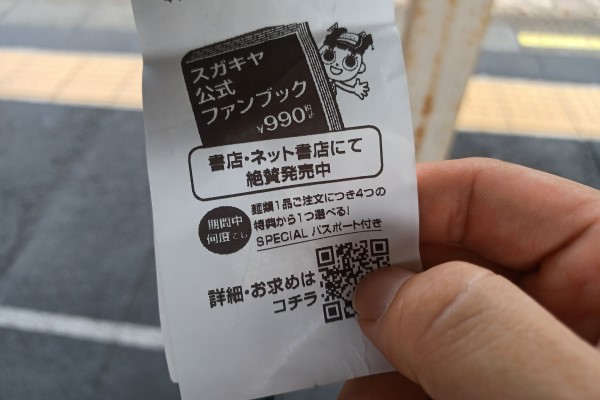 スガキヤ
公式
ファンブック
¥990
書店・ネット書店にて
絶賛発売中
期間中
何度でも
麺類1品ご注文につき4つの
特典から1つ選べる!
SPECIAL パスポート付き
詳細・お求めは
コチラ